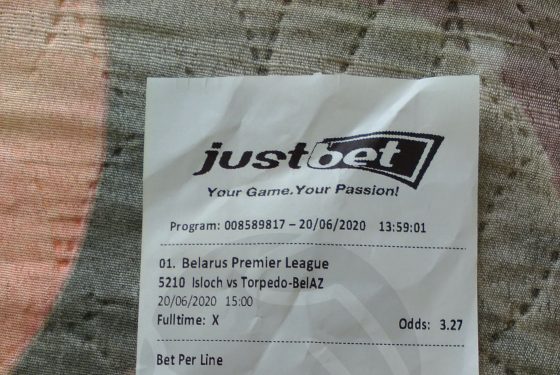 justbet
Your Game.Your Passion!
Program: 008589817 – 20/06/2020 13:59:01
01. Belarus Premier League
5210 Isloch vs Torpedo-BelAZ
20/06/2020 15:00
Fulltime: X Odds: 3.27
Bet Per Line